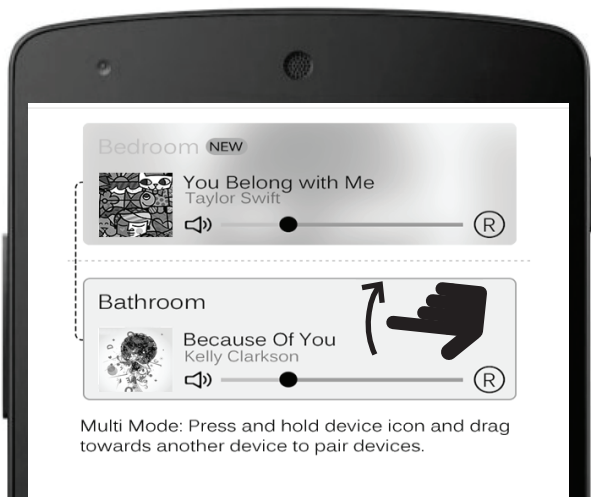 Bedroom NEW
You Belong with Me
Taylor Swift
R
Bathroom
Because Of You
Kelly Clarkson
R
Multi Mode: Press and hold device icon and drag
towards another device to pair devices.